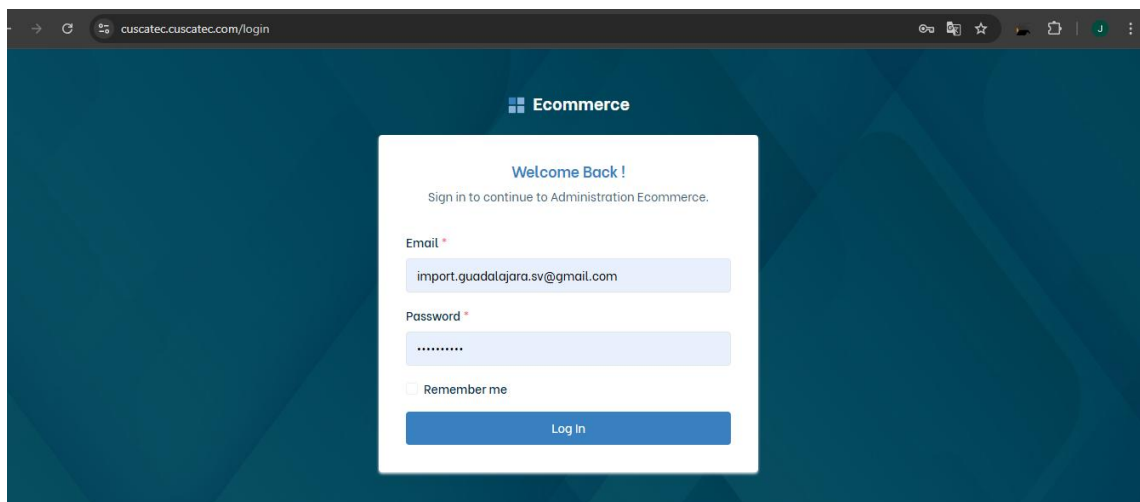 cuscatec.cuscatec.com/login
J
Ecommerce
Welcome Back !
Sign in to continue to Administration Ecommerce.
Email *
import.guadalajara.sv@gmail.com
Password *
••••••••••
Remember me
Log In